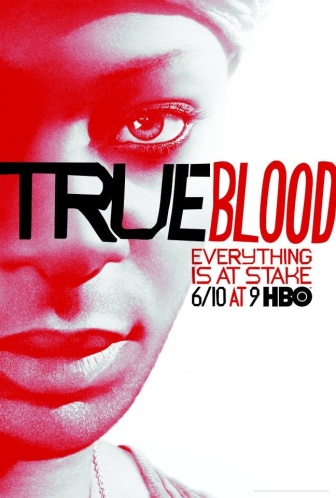 TRUEBLOOD
EVERYTHING
IS AT STAKE
6/10 AT 9 HBO